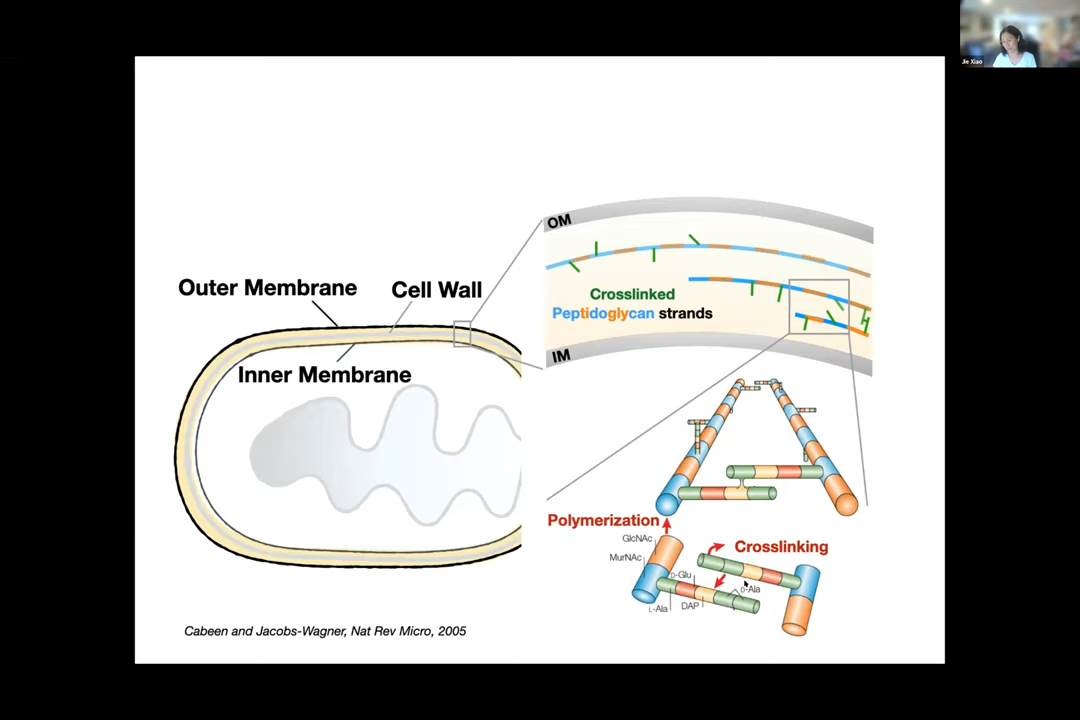 Jie Xiao
OM
Outer Membrane
Cell Wall
Crosslinked
Peptidoglycan strands
IM
Inner Membrane
Polymerization
GlcNAc
Crosslinking
MurNAc
D-Glu
D-Ala
L-Ala
DAP
Cabeen and Jacobs-Wagner, Nat Rev Micro, 2005